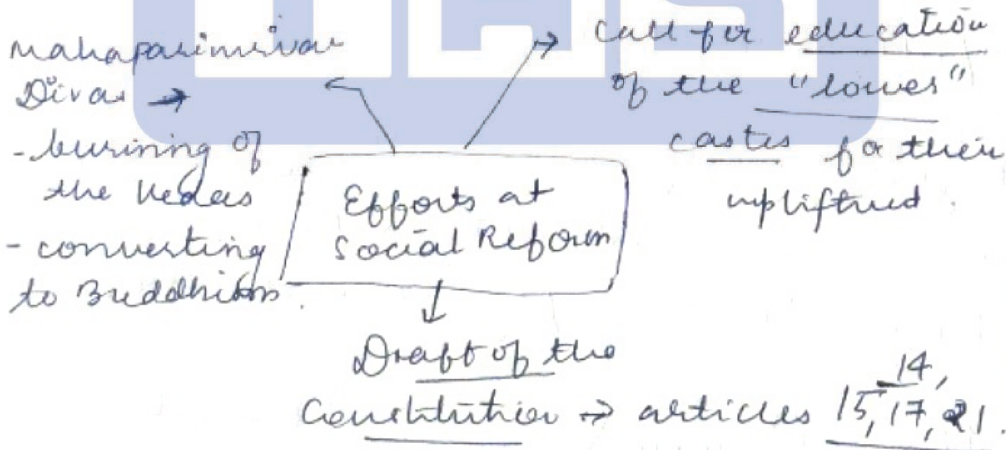 Mahaparinirvan
Divas →
- burning of
the Vedas
- converting
to Buddhism.
→ Call for education
of the "lower"
castes for their
upliftment.
Efforts at
Social Reform
Draft of the
Constitution → articles 14,
15, 17, 21.